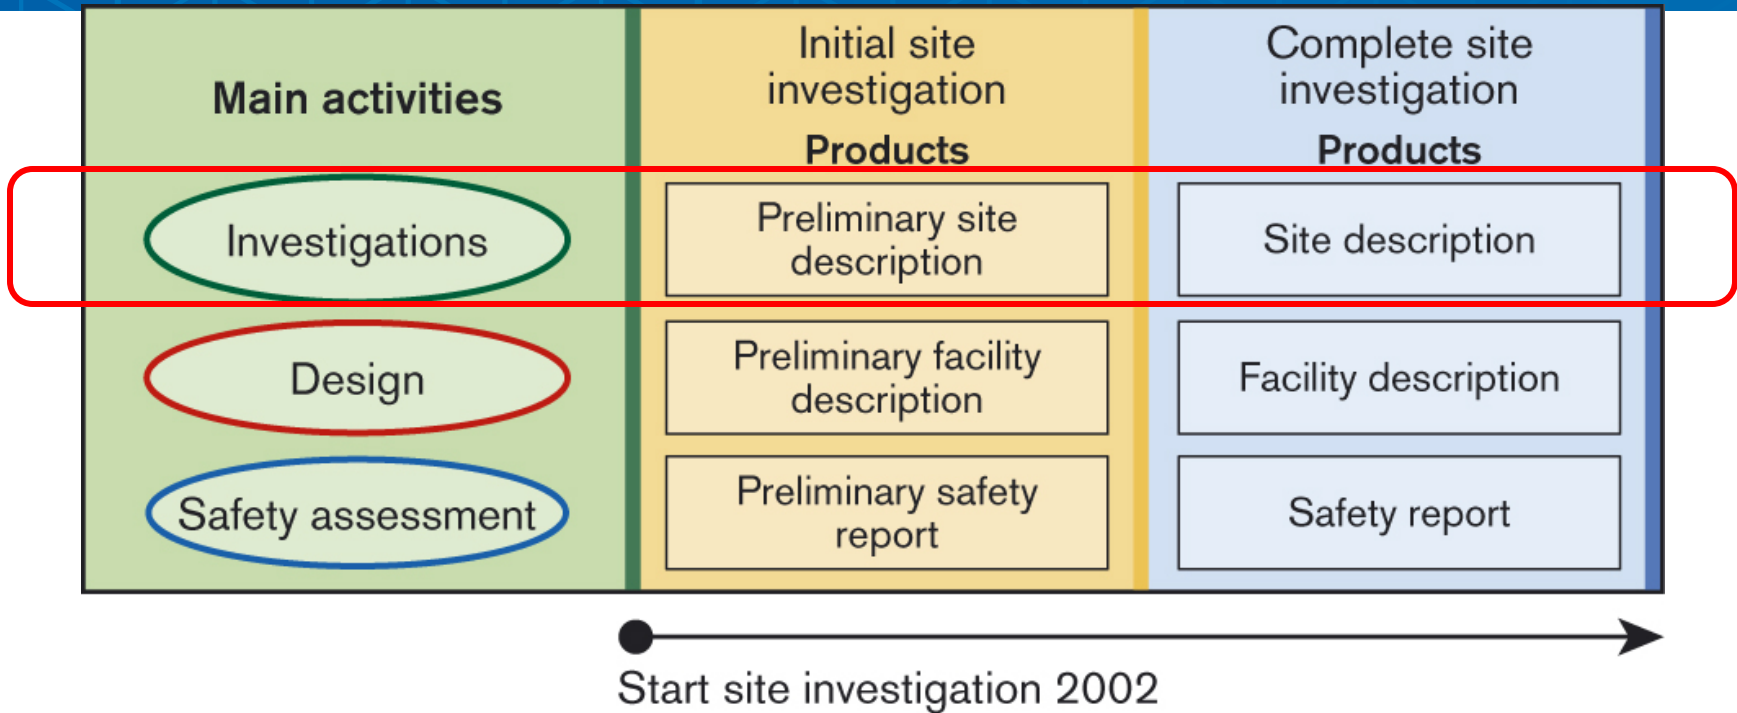 Main activities
Initial site
investigation
Products
Complete site
investigation
Products
Investigations
Preliminary site
description
Site description
Design
Preliminary facility
description
Facility description
Safety assessment
Preliminary safety
report
Safety report
Start site investigation 2002